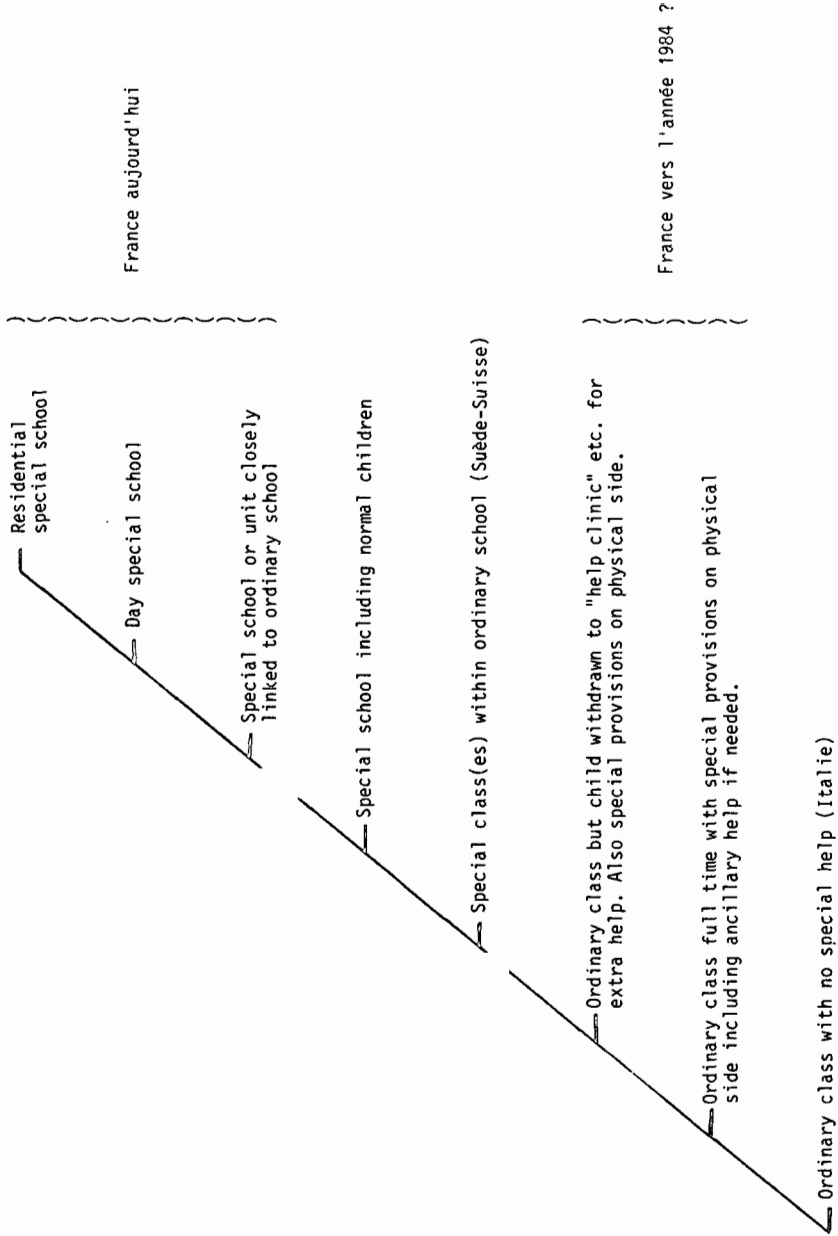 Residential
special school
Day special school
Special school or unit closely
linked to ordinary school
France aujourd'hui
Special school including normal children
Special class(es) within ordinary school (Suède-Suisse)
Ordinary class but child withdrawn to "help clinic" etc. for
extra help. Also special provisions on physical side.
Ordinary class full time with special provisions on physical
side including ancillary help if needed.
France vers l'année 1984 ?
Ordinary class with no special help (Italie)